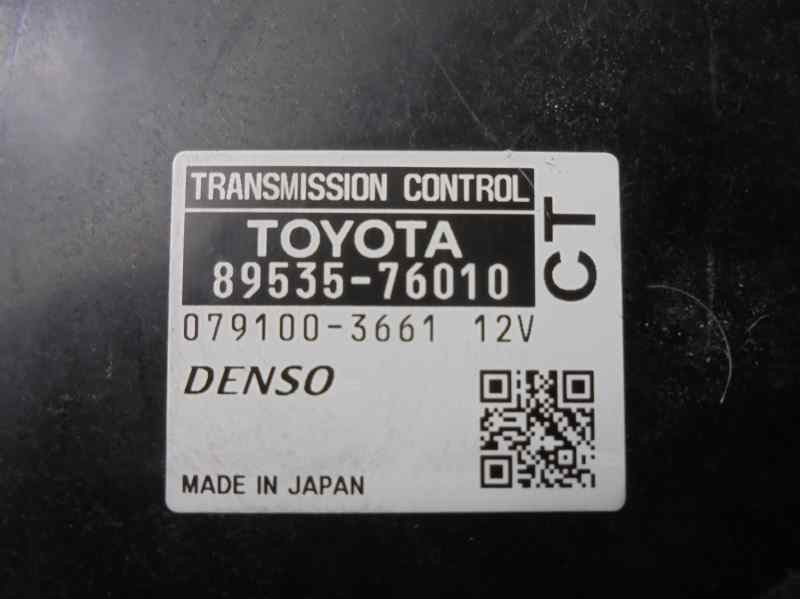 TRANSMISSION CONTROL
TOYOTA
89535-76010
CT
079100-3661 12V
DENSO
MADE IN JAPAN